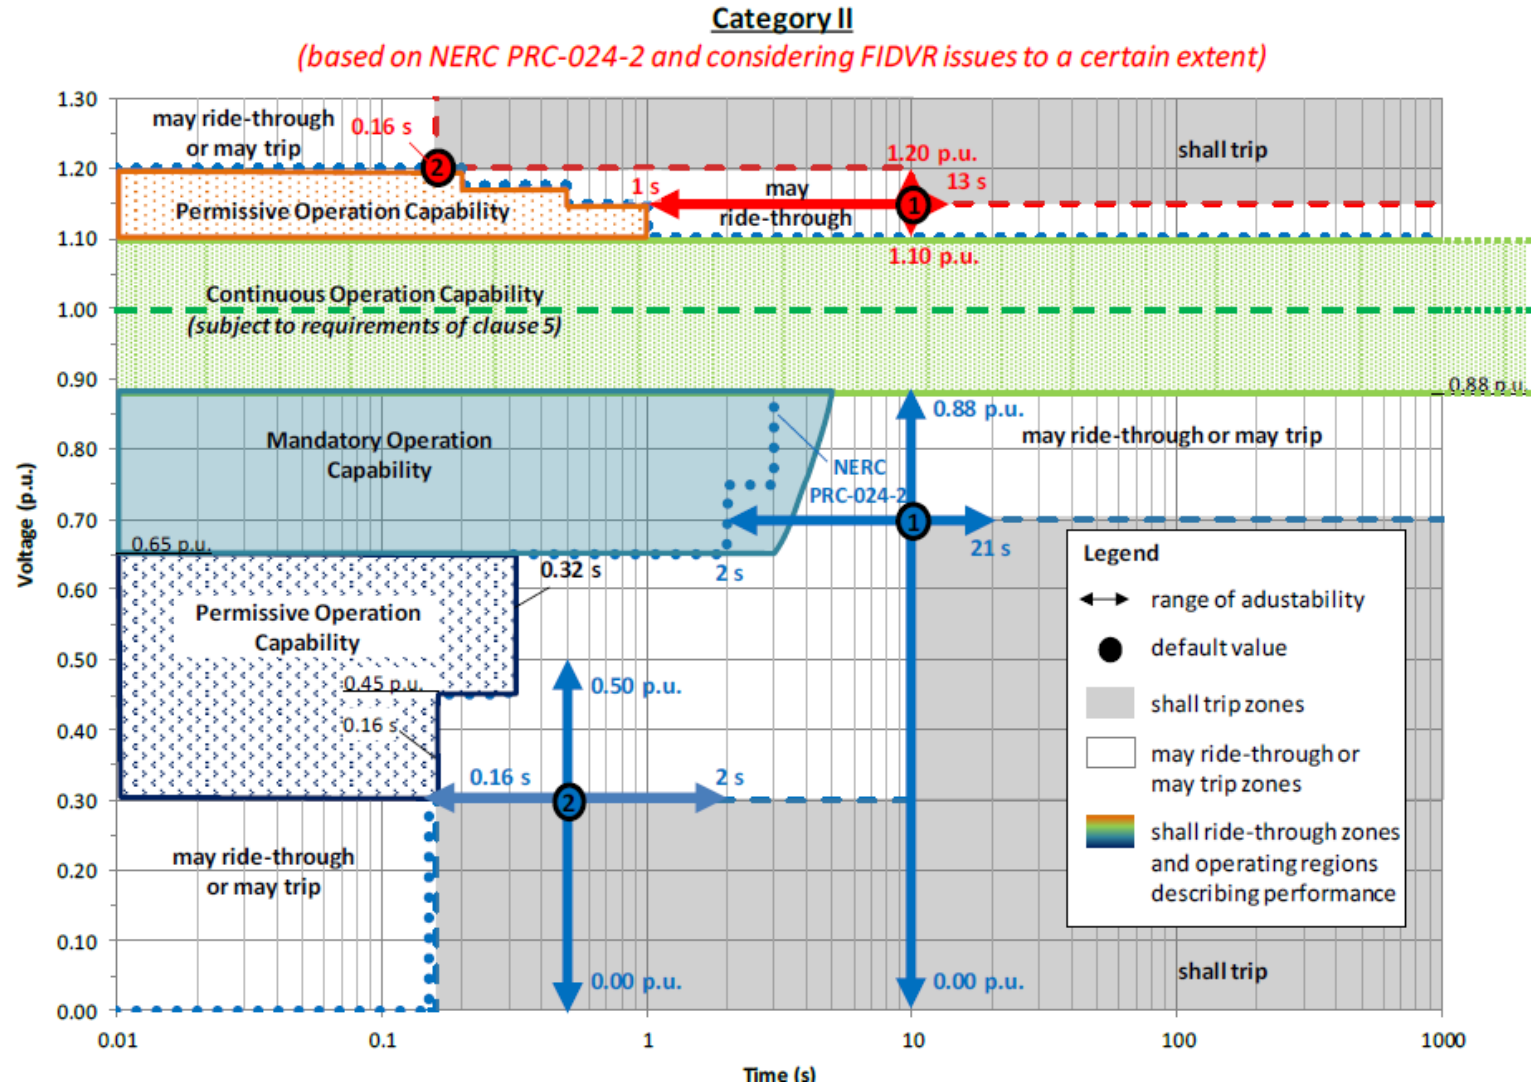 Category II
(based on NERC PRC-024-2 and considering FIDVR issues to a certain extent)
1.30
1.20
1.10
1.00
0.90
0.80
0.70
0.60
0.50
0.40
0.30
0.20
0.10
0.00
Voltage (p.u.)
may ride-through
or may trip
0.16 s
2
Permissive Operation Capability
1 s
may
ride-through
1.20 p.u.
13 s
1
1.10 p.u.
shall trip
Continuous Operation Capability
(subject to requirements of clause 5)
0.88 p.u.
Mandatory Operation
Capability
0.88 p.u.
may ride-through or may trip
NERC
PRC-024-2
1
21 s
0.65 p.u.
0.32 s
2 s
Permissive Operation
Capability
0.45 p.u.
0.16 s
0.50 p.u.
0.16 s
2 s
2
may ride-through
or may trip
0.00 p.u.
0.00 p.u.
Legend
range of adustability
default value
shall trip zones
may ride-through or
may trip zones
shall ride-through zones
and operating regions
describing performance
shall trip
0.01
0.1
1
10
100
1000
Time (s)